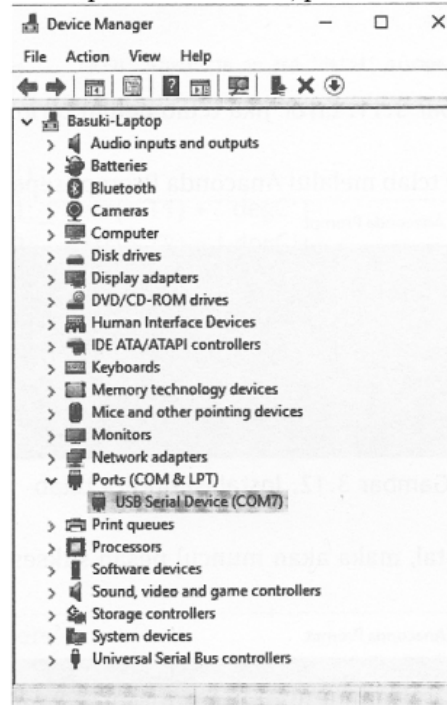 Device Manager
File Action View Help
Basuki-Laptop
Audio inputs and outputs
Batteries
Bluetooth
Cameras
Computer
Disk drives
Display adapters
DVD/CD-ROM drives
Human Interface Devices
IDE ATA/ATAPI controllers
Keyboards
Memory technology devices
Mice and other pointing devices
Monitors
Network adapters
Ports (COM & LPT)
USB Serial Device (COM7)
Print queues
Processors
Software devices
Sound, video and game controllers
Storage controllers
System devices
Universal Serial Bus controllers